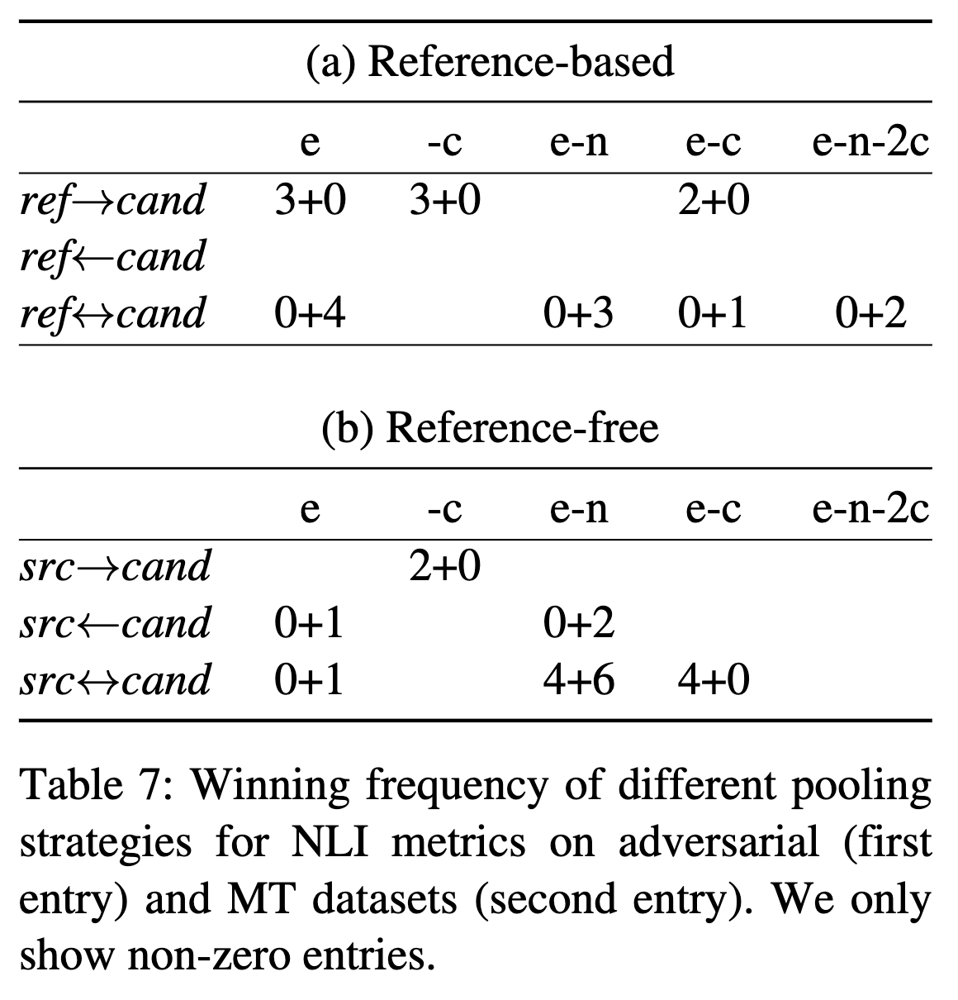 (a) Reference-based
e -c e-n e-c e-n-2c
ref→cand 3+0 3+0 2+0
ref←cand
ref↔cand 0+4 0+3 0+1 0+2
(b) Reference-free
e -c e-n e-c e-n-2c
src→cand 2+0
src←cand 0+1 0+2
src↔cand 0+1 4+6 4+0
Table 7: Winning frequency of different pooling
strategies for NLI metrics on adversarial (first
entry) and MT datasets (second entry). We only
show non-zero entries.